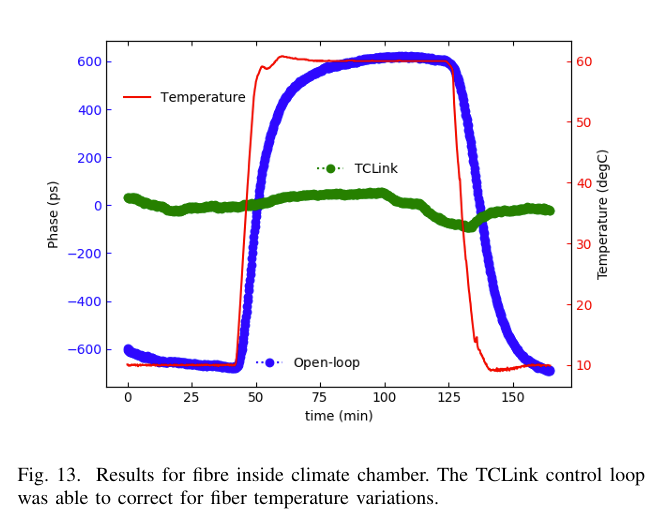 600
400
200
0
−200
−400
−600
Phase (ps)
Temperature
TCLink
Open-loop
60
50
40
30
20
10
Temperature (degC)
0 25 50 75 100 125 150
time (min)
Fig. 13. Results for fibre inside climate chamber. The TCLink control loop
was able to correct for fiber temperature variations.